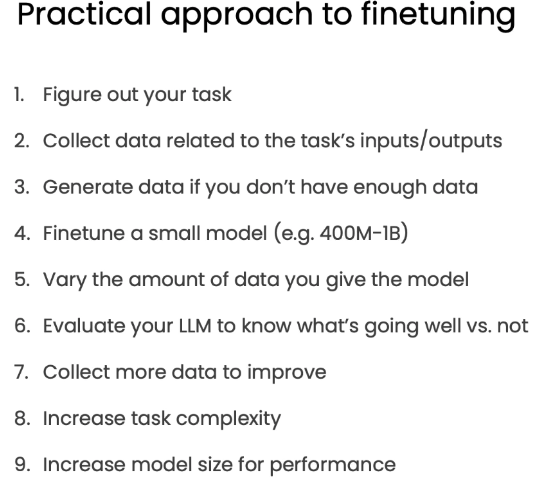 Practical approach to finetuning
1. Figure out your task
2. Collect data related to the task's inputs/outputs
3. Generate data if you don't have enough data
4. Finetune a small model (e.g. 400M-1B)
5. Vary the amount of data you give the model
6. Evaluate your LLM to know what's going well vs. not
7. Collect more data to improve
8. Increase task complexity
9. Increase model size for performance